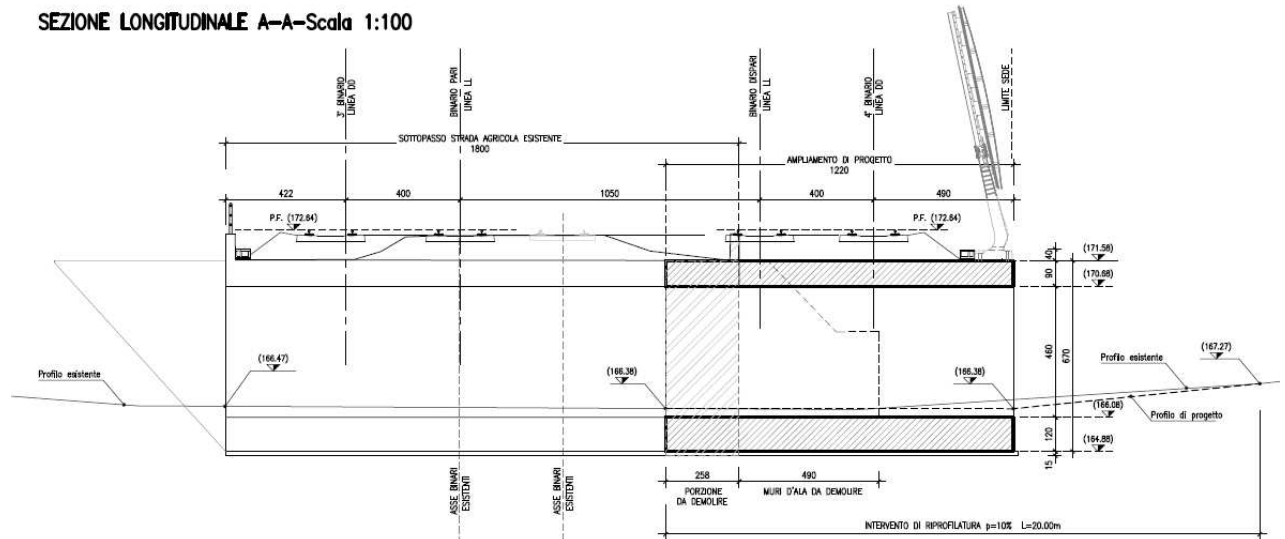 SEZIONE LONGITUDINALE A-A-Scala 1:100
3° BINARIO
LINEA DD
BINARIO PARI
LINEA LL
BINARIO DISPARI
LINEA LL
4° BINARIO
LINEA DD
LIMITE SEDE
SOTTOPASSO STRADA AGRICOLA ESISTENTE
1800
AMPLIAMENTO DI PROGETTO
1220
422
400
1050
400
490
P.F. (172.64)
P.F. (172.64)
40
(171.58)
90
(170.68)
460
670
(166.47)
(166.38)
(166.38)
(167.27)
Profilo esistente
Profilo esistente
Profilo di progetto
(166.08)
120
(164.88)
15
258
490
PORZIONE
DA DEMOLIRE
MURI D'ALA DA DEMOLIRE
ASSE BINARI
ESISTENTI
ASSE BINARI
ESISTENTI
INTERVENTO DI RIPROFILATURA p=10% L=20.00m